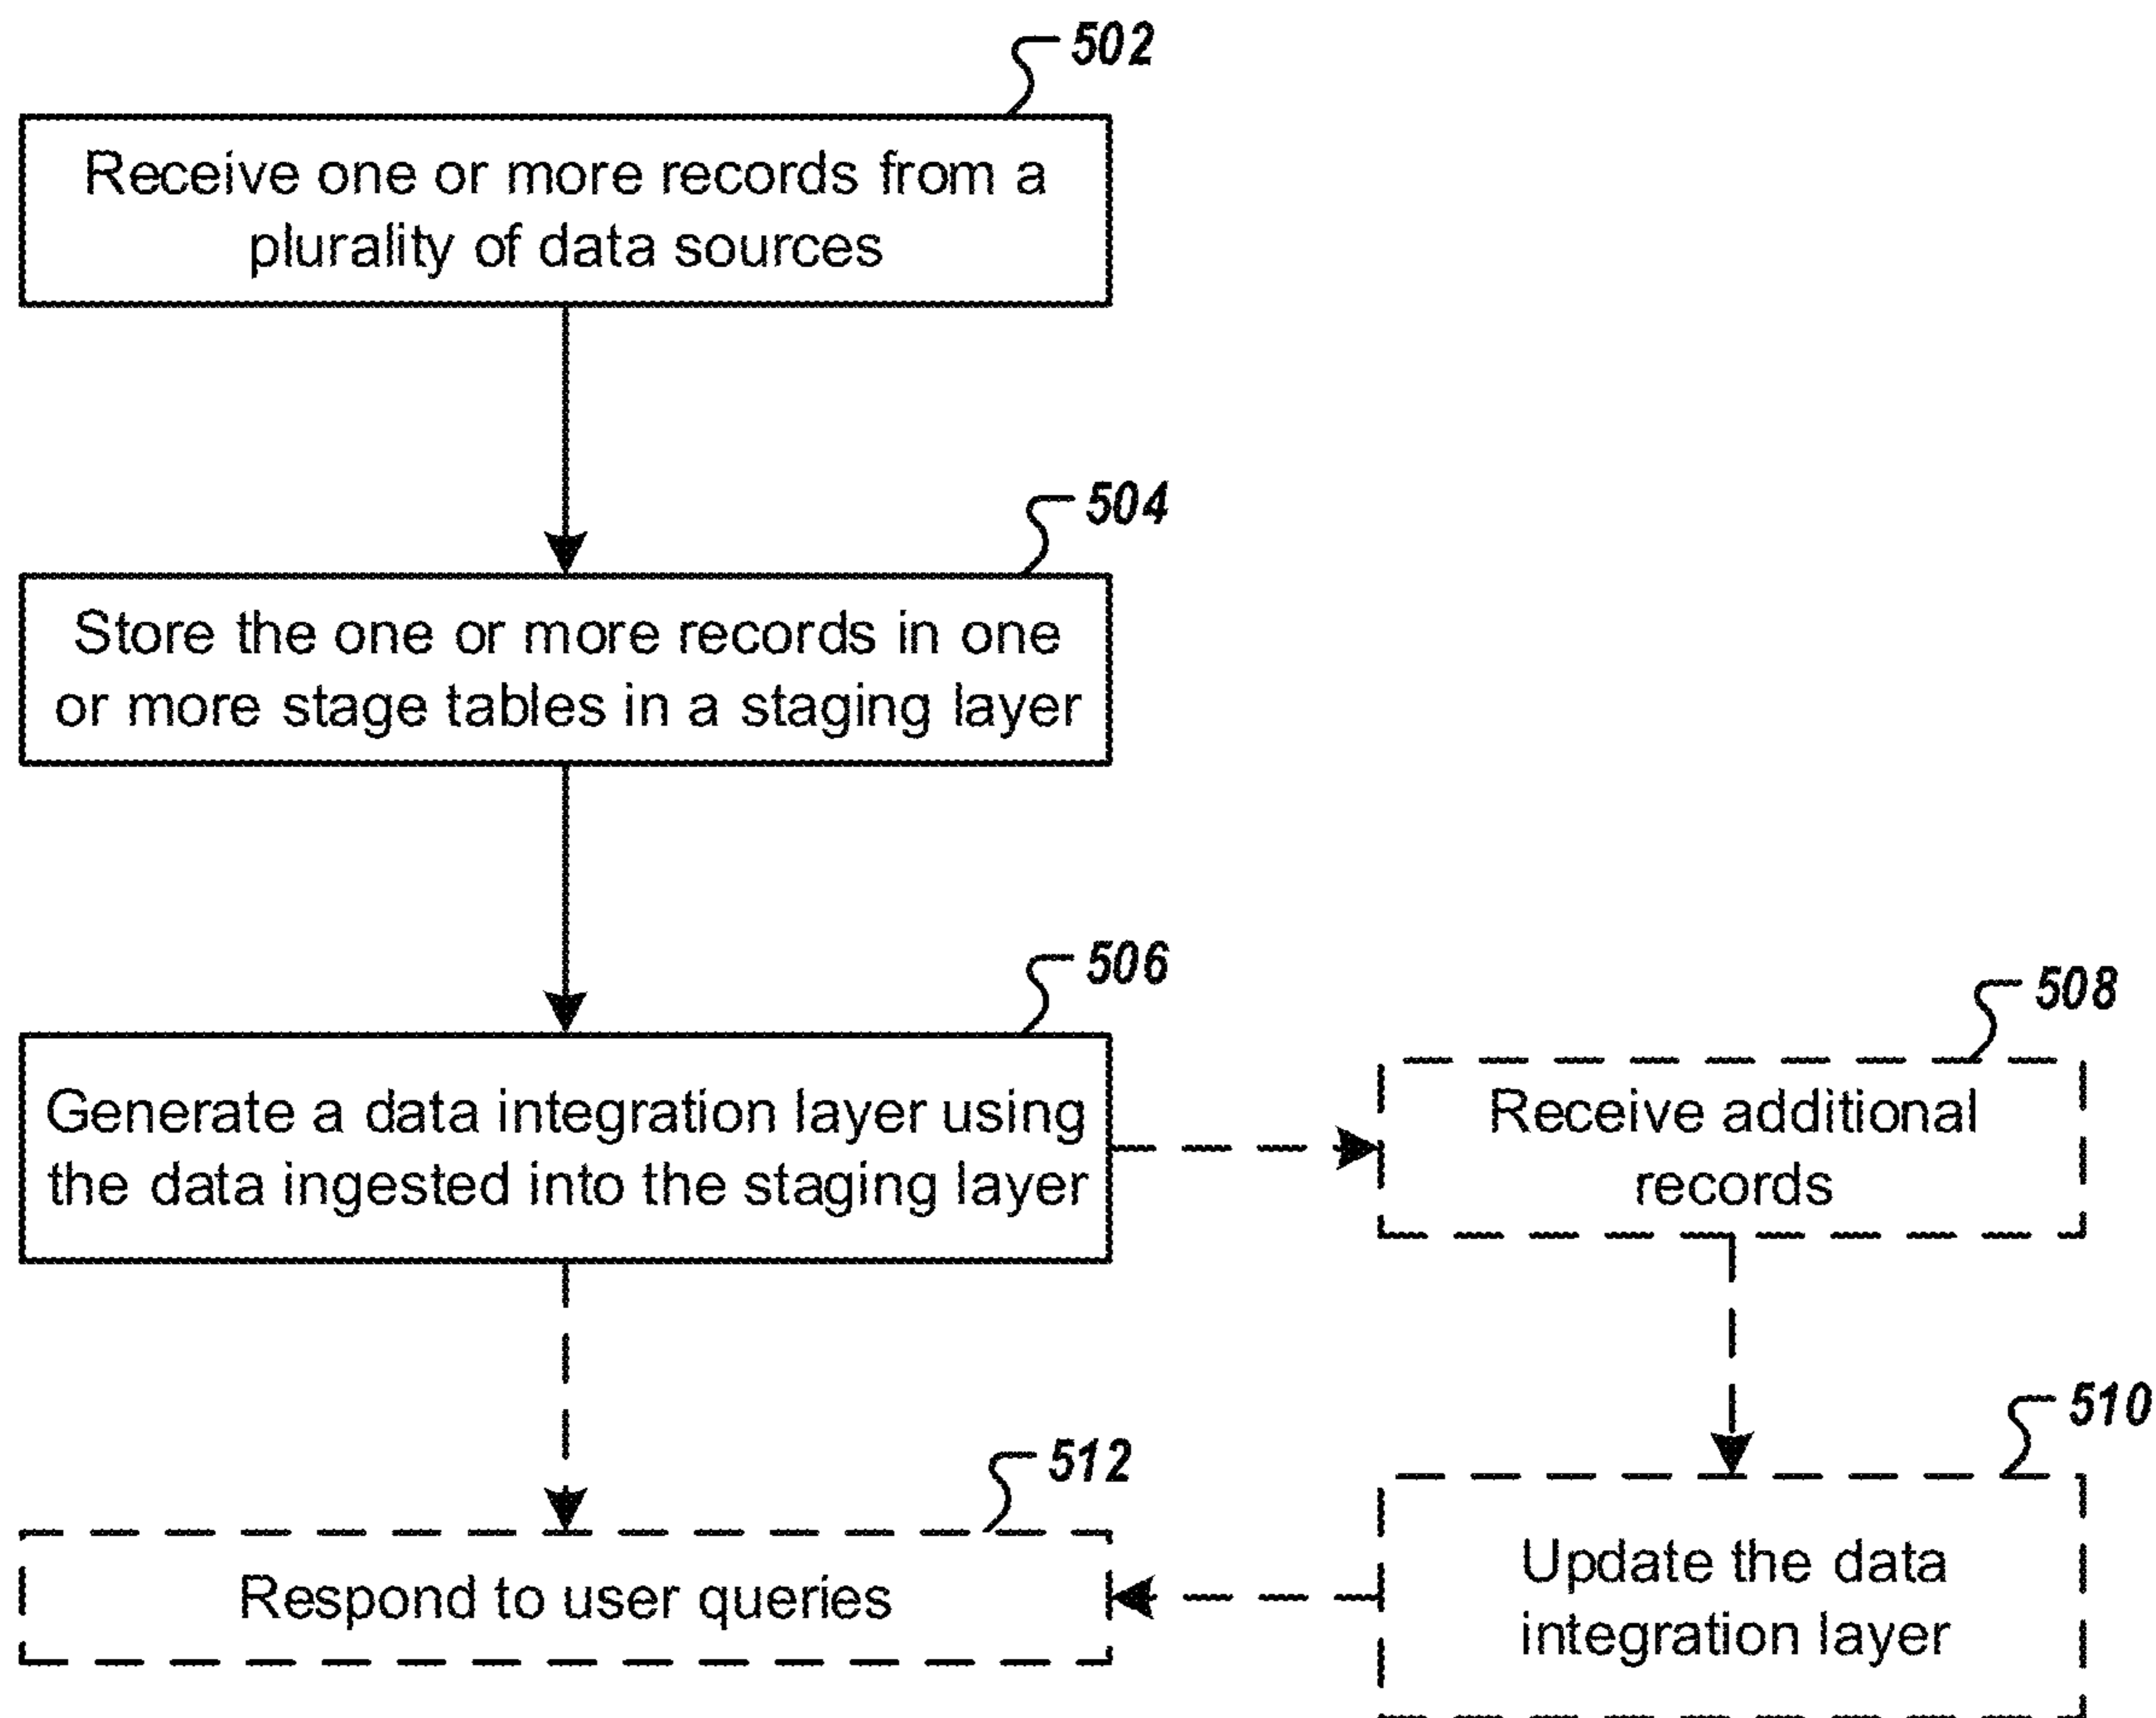 502
Receive one or more records from a
plurality of data sources
504
Store the one or more records in one
or more stage tables in a staging layer
506
Generate a data integration layer using
the data ingested into the staging layer
508
Receive additional
records
510
Update the data
integration layer
512
Respond to user queries